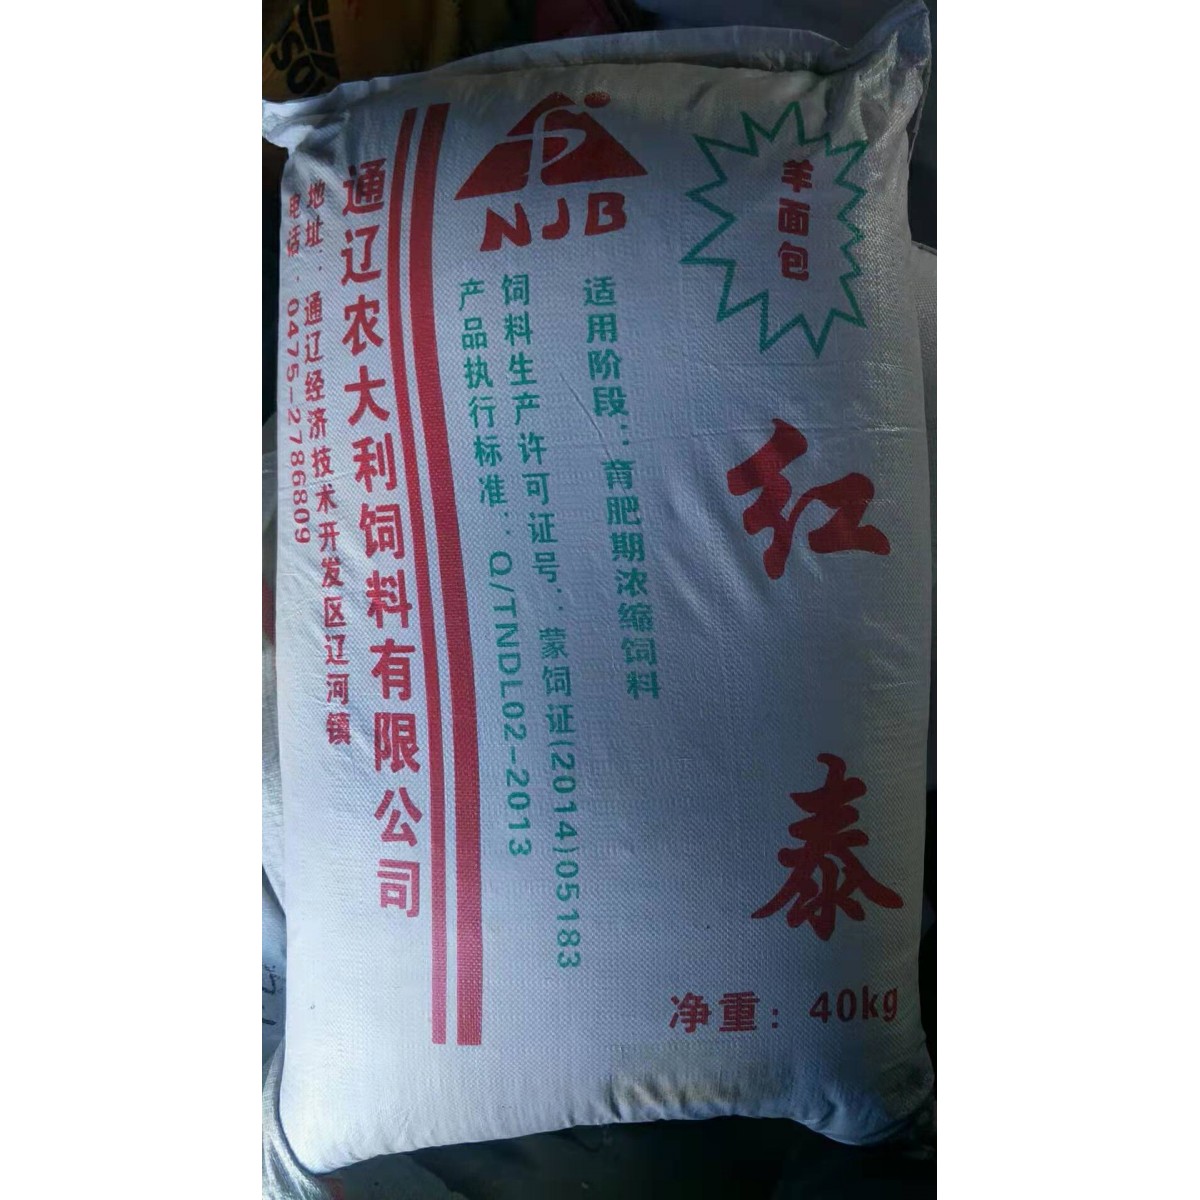 羊面包
红泰
净重：40kg
NJB
适用阶段：育肥期浓缩饲料
饲料生产许可证号：蒙饲证(2014)05183
产品执行标准：Q/TNDL02-2013
通辽农大利饲料有限公司
地址：通辽经济技术开发区辽河镇
电话：0475-2786809